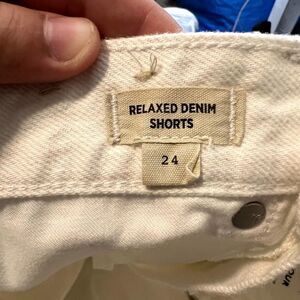 RELAXED DENIM
SHORTS
24